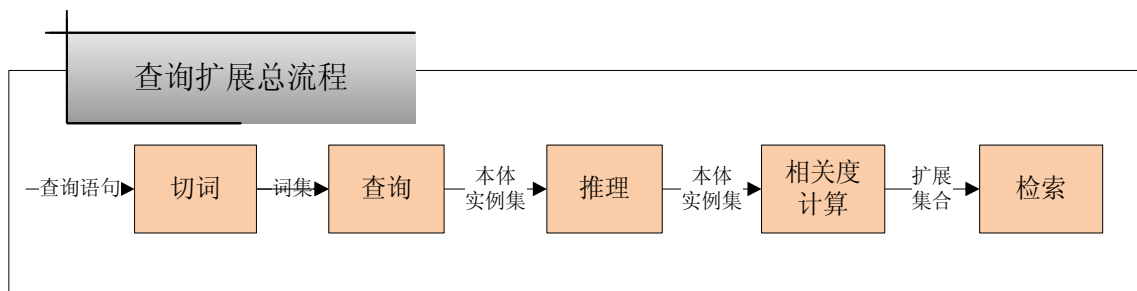 查询扩展总流程
查询语句
切词
词集
查询
本体
实例集
推理
本体
实例集
相关度
计算
扩展
集合
检索